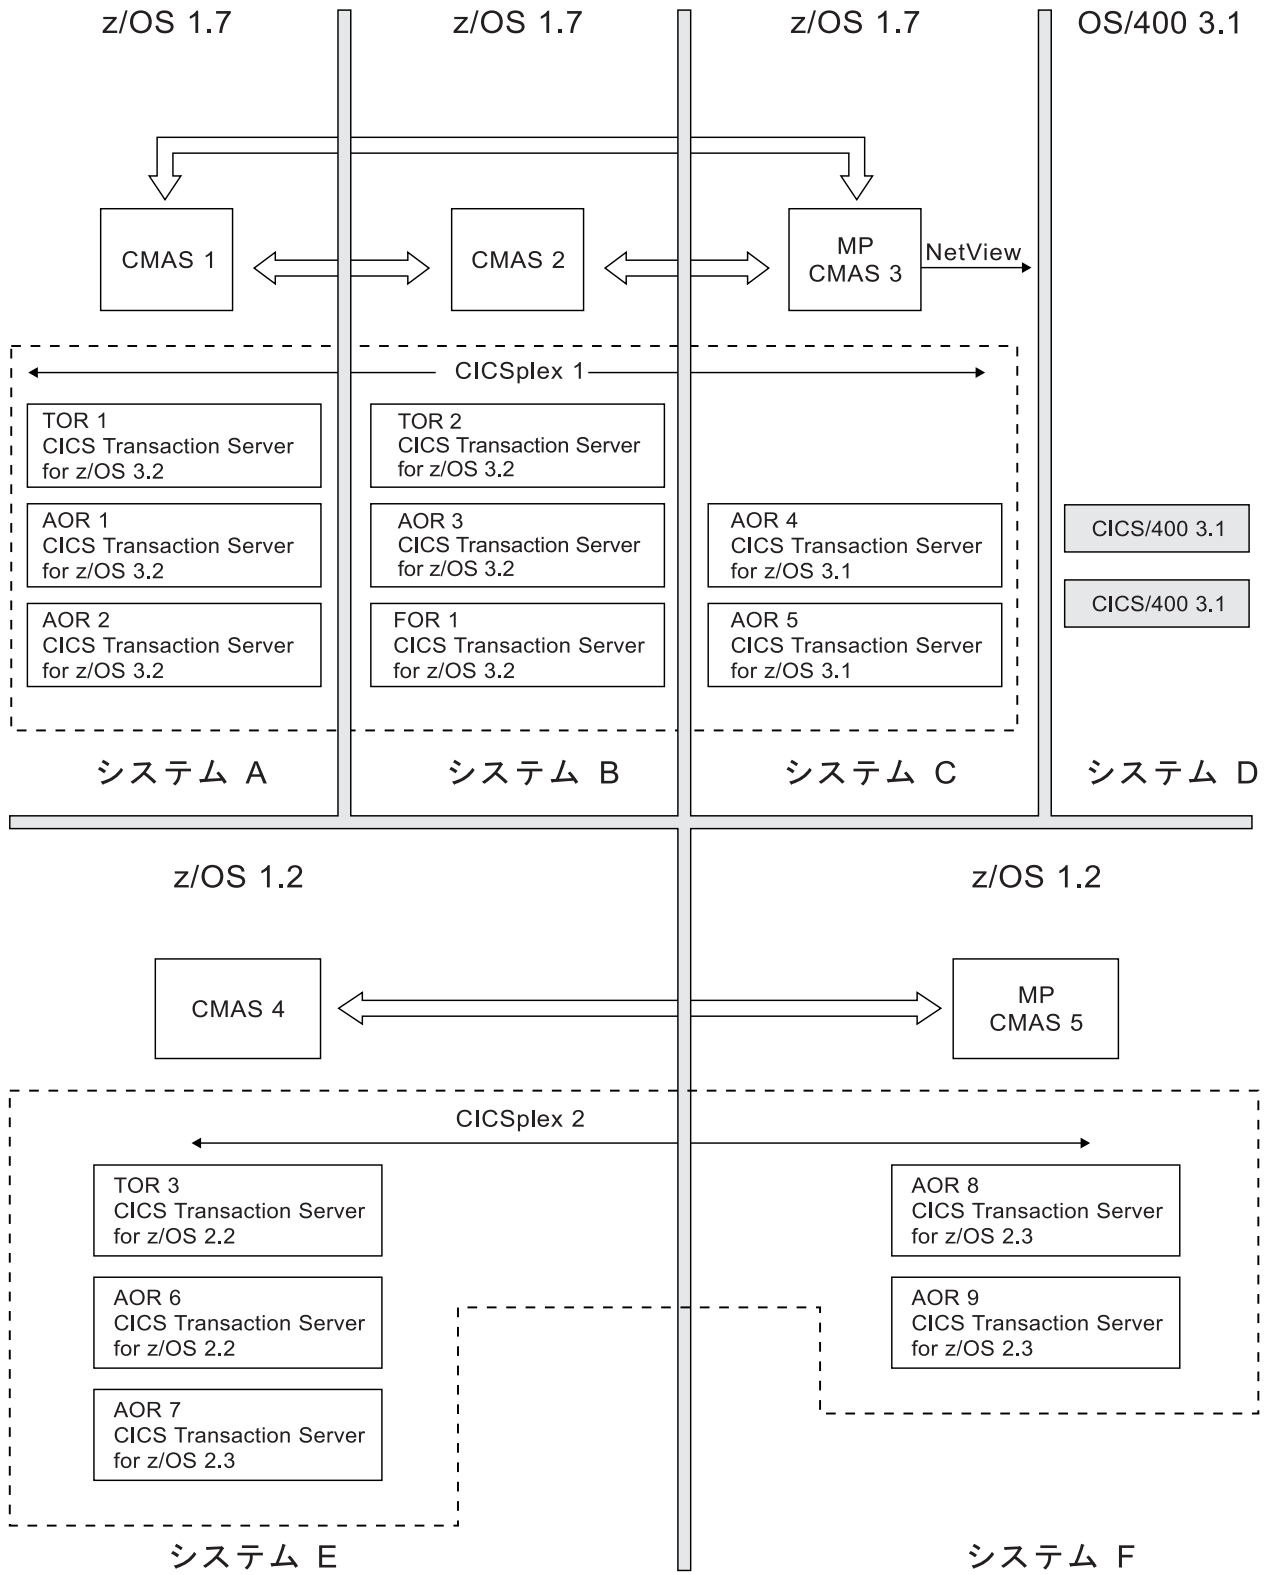 z/OS 1.7
z/OS 1.7
z/OS 1.7
OS/400 3.1
CMAS 1
CMAS 2
MP
CMAS 3
NetView
CICSplex 1
TOR 1
CICS Transaction Server
for z/OS 3.2
TOR 2
CICS Transaction Server
for z/OS 3.2
AOR 1
CICS Transaction Server
for z/OS 3.2
AOR 3
CICS Transaction Server
for z/OS 3.2
AOR 4
CICS Transaction Server
for z/OS 3.1
CICS/400 3.1
AOR 2
CICS Transaction Server
for z/OS 3.2
FOR 1
CICS Transaction Server
for z/OS 3.2
AOR 5
CICS Transaction Server
for z/OS 3.1
CICS/400 3.1
システム A
システム B
システム C
システム D
z/OS 1.2
z/OS 1.2
CMAS 4
MP
CMAS 5
CICSplex 2
TOR 3
CICS Transaction Server
for z/OS 2.2
AOR 8
CICS Transaction Server
for z/OS 2.3
AOR 6
CICS Transaction Server
for z/OS 2.2
AOR 9
CICS Transaction Server
for z/OS 2.3
AOR 7
CICS Transaction Server
for z/OS 2.3
システム E
システム F